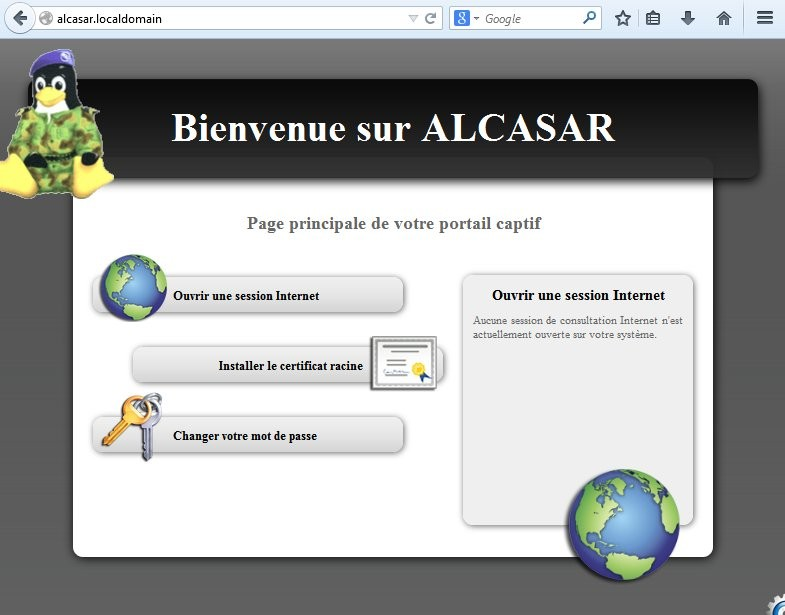 alcasar.localdomain
8
Google
Bienvenue sur ALCASAR
Page principale de votre portail captif
Ouvrir une session Internet
Installer le certificat racine
Changer votre mot de passe
Ouvrir une session Internet
Aucune session de consultation Internet n'est
actuellement ouverte sur votre système.